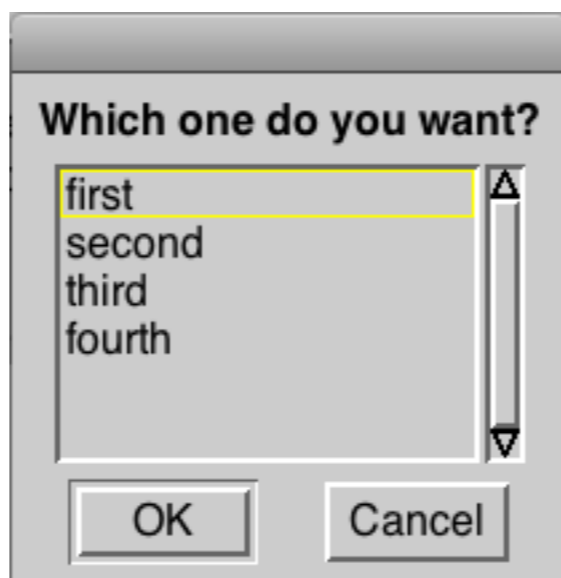 Which one do you want?
first
second
third
fourth
OK
Cancel